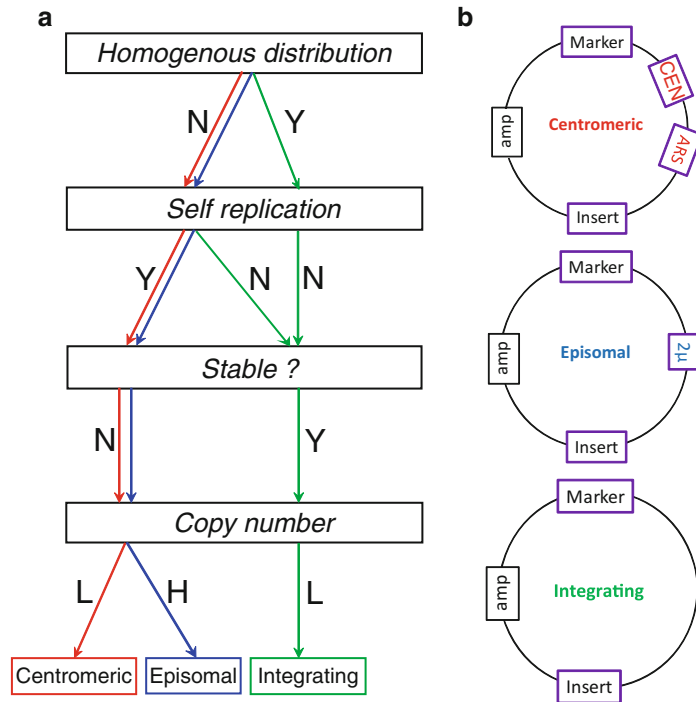 a
Homogenous distribution
N
Y
Self replication
Y
N
N
Stable ?
N
Y
Copy number
L
H
L
Centromeric
Episomal
Integrating
b
Marker
CEN
ARS
amp
Centromeric
Insert
Marker
amp
Episomal
2µ
Insert
Marker
amp
Integrating
Insert